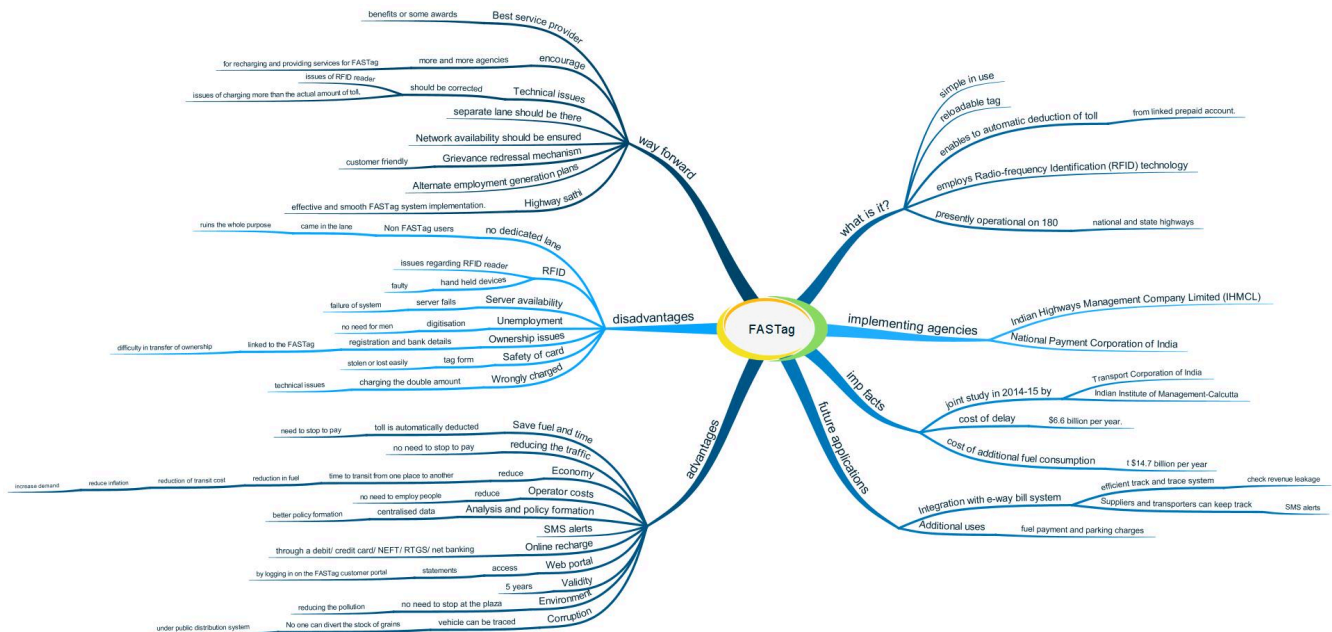 FASTag
what is it?
simple in use
reloadable tag
enables to automatic deduction of toll
from linked prepaid account.
employs Radio-frequency Identification (RFID) technology
presently operational on 180
national and state highways
implementing agencies
Indian Highways Management Company Limited (IHMCL)
National Payment Corporation of India
imp facts
joint study in 2014-15 by
Transport Corporation of India
Indian Institute of Management-Calcutta
cost of delay
$6.6 billion per year.
cost of additional fuel consumption
t $14.7 billion per year
future applications
Integration with e-way bill system
efficient track and trace system
check revenue leakage
Suppliers and transporters can keep track
SMS alerts
Additional uses
fuel payment and parking charges
way forward
Best service provider
benefits or some awards
encourage
more and more agencies
for recharging and providing services for FASTag
Technical issues
should be corrected
issues of RFID reader
issues of charging more than the actual amount of toll.
separate lane should be there
Network availability should be ensured
Grievance redressal mechanism
customer friendly
Alternate employment generation plans
Highway sathi
effective and smooth FASTag system implementation.
disadvantages
no dedicated lane
Non FASTag users
came in the lane
ruins the whole purpose
RFID
issues regarding RFID reader
hand held devices
faulty
Server availability
server fails
failure of system
Unemployment
digitisation
no need for men
Ownership issues
registration and bank details
linked to the FASTag
difficulty in transfer of ownership
Safety of card
tag form
stolen or lost easily
Wrongly charged
charging the double amount
technical issues
advantages
Save fuel and time
toll is automatically deducted
need to stop to pay
reducing the traffic
no need to stop to pay
Economy
reduce
time to transit from one place to another
reduction in fuel
reduction of transit cost
reduce inflation
increase demand
Operator costs
reduce
no need to employ people
Analysis and policy formation
centralised data
better policy formation
SMS alerts
Online recharge
through a debit/ credit card/ NEFT/ RTGS/ net banking
Web portal
access
statements
by logging in on the FASTag customer portal
Validity
5 years
Environment
no need to stop at the plaza
reducing the pollution
Corruption
vehicle can be traced
No one can divert the stock of grains
under public distribution system